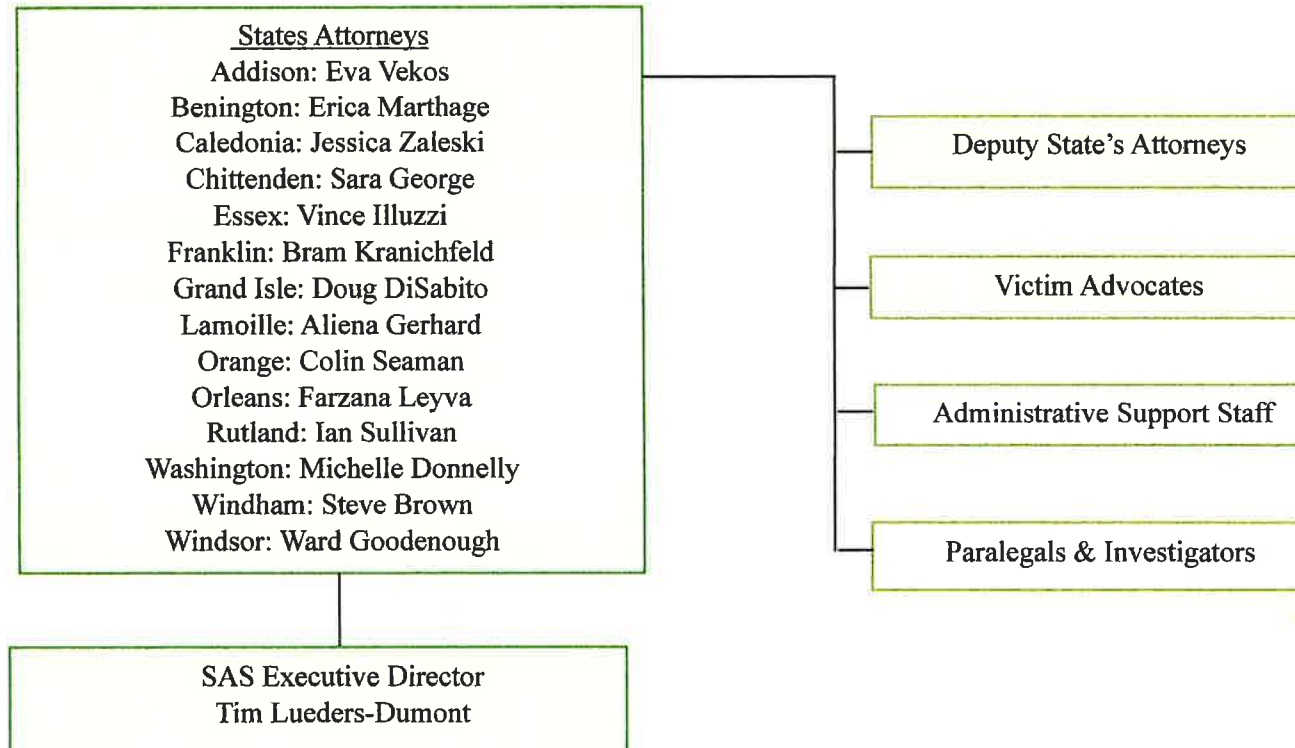 States Attorneys
Addison: Eva Vekos
Benington: Erica Marthage
Caledonia: Jessica Zaleski
Chittenden: Sara George
Essex: Vince Illuzzi
Franklin: Bram Kranichfeld
Grand Isle: Doug DiSabito
Lamoille: Aliena Gerhard
Orange: Colin Seaman
Orleans: Farzana Leyva
Rutland: Ian Sullivan
Washington: Michelle Donnelly
Windham: Steve Brown
Windsor: Ward Goodenough
SAS Executive Director
Tim Lueders-Dumont
Deputy State’s Attorneys
Victim Advocates
Administrative Support Staff
Paralegals & Investigators